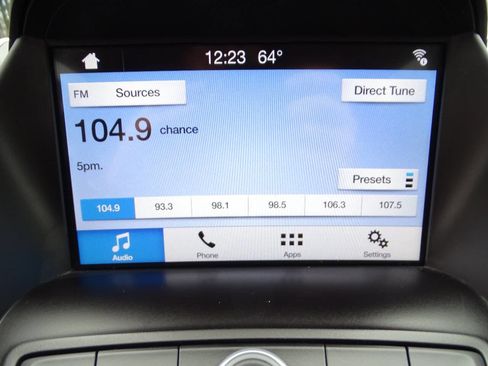 12:23 64°
FM Sources Direct Tune
104.9 chance
5pm.
Presets
104.9 93.3 98.1 98.5 106.3 107.5
Audio Phone Apps Settings